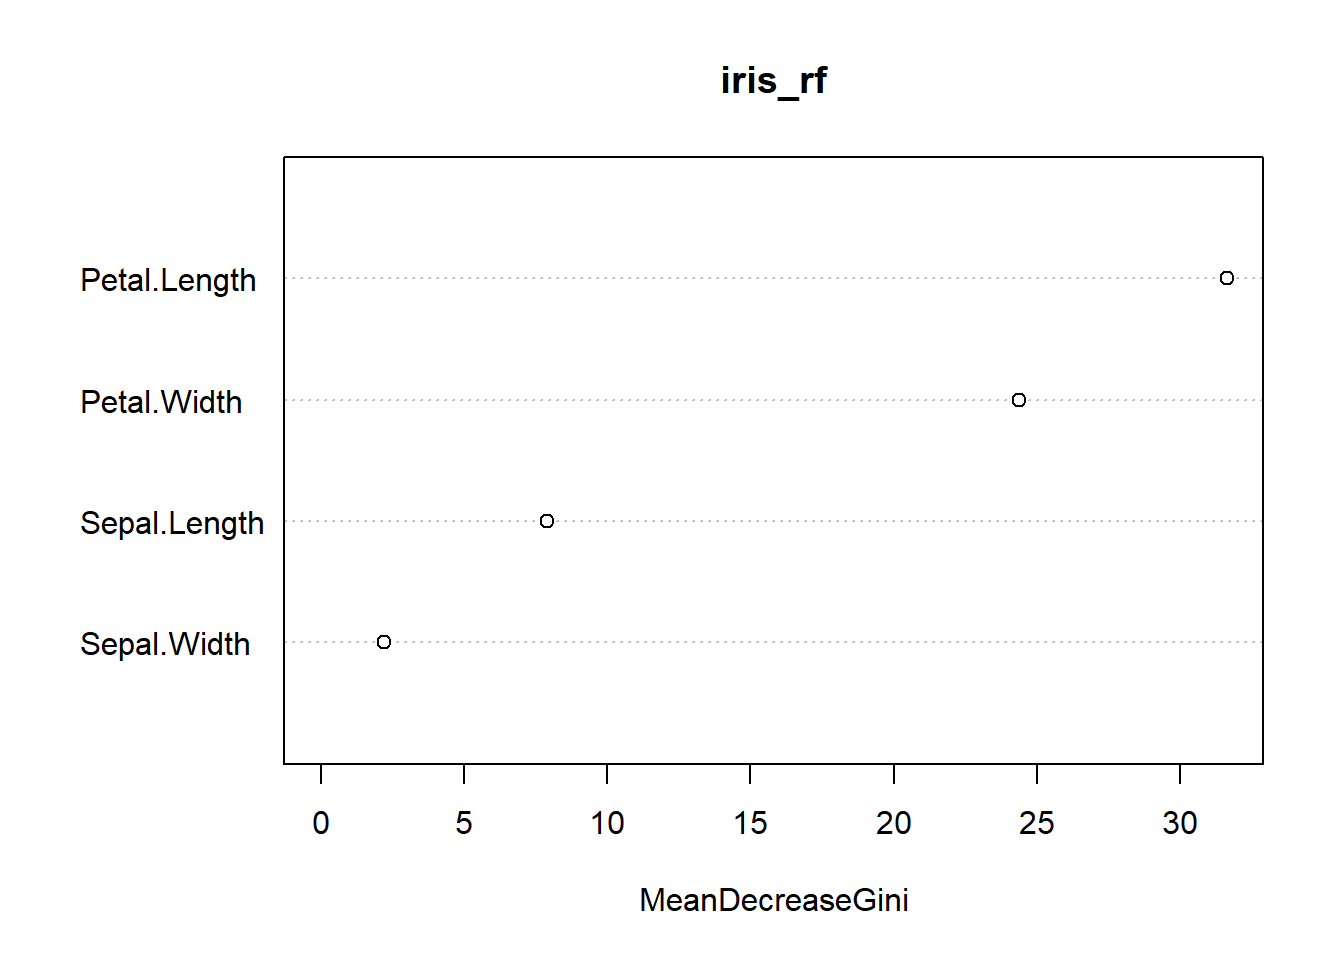 iris_rf
Petal.Length
Petal.Width
Sepal.Length
Sepal.Width
0 5 10 15 20 25 30
MeanDecreaseGini